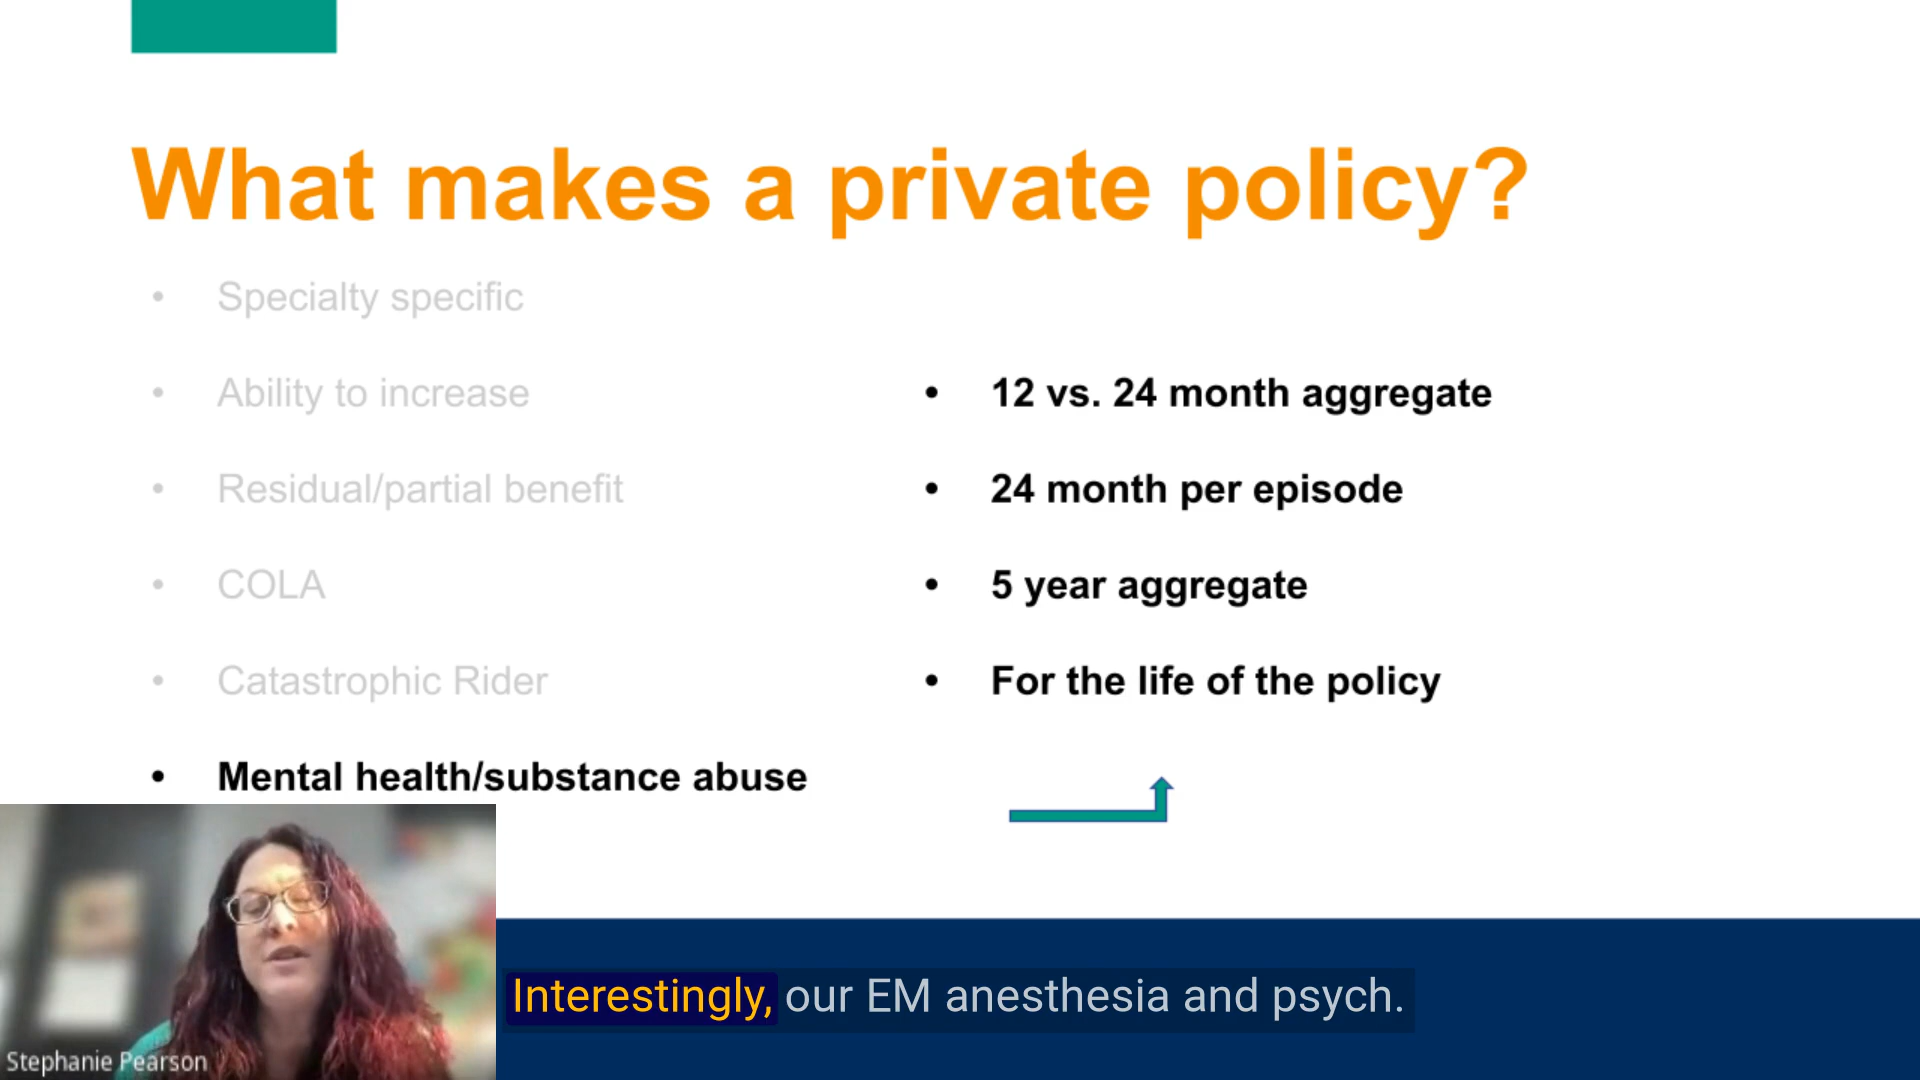 What makes a private policy?
• Specialty specific
• Ability to increase
• Residual/partial benefit
• COLA
• Catastrophic Rider
• Mental health/substance abuse
• 12 vs. 24 month aggregate
• 24 month per episode
• 5 year aggregate
• For the life of the policy
Stephanie Pearson
Interestingly, our EM anesthesia and psych.